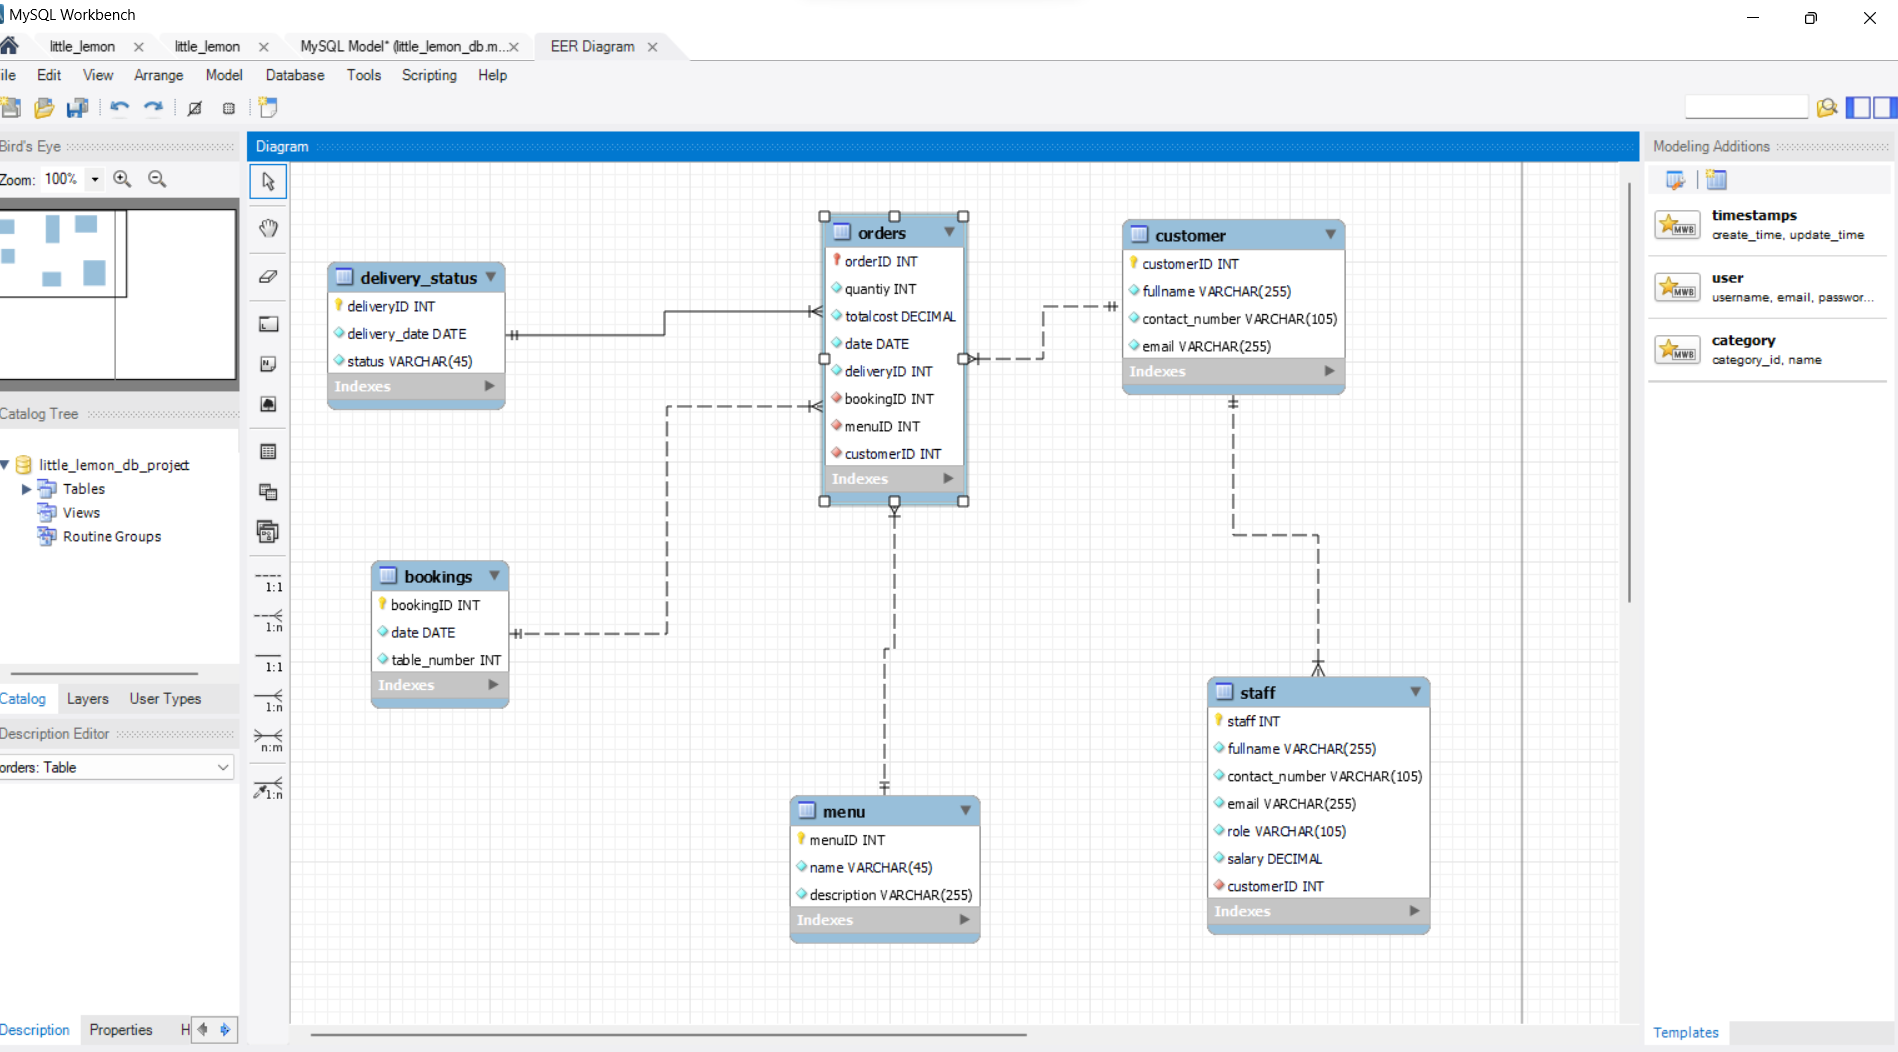 MySQL Workbench
little_lemon
little_lemon
MySQL Model* (little_lemon_db.m...
EER Diagram
ile Edit View Arrange Model Database Tools Scripting Help
Bird's Eye
Zoom: 100%
Catalog Tree
little_lemon_db_project
Tables
Views
Routine Groups
Catalog Layers User Types
Description Editor
orders: Table
Description Properties H
Diagram
1:1
1:n
1:1
1:n
n:m
1:n
delivery_status
deliveryID INT
delivery_date DATE
status VARCHAR(45)
Indexes
bookings
bookingID INT
date DATE
table_number INT
Indexes
orders
orderID INT
quantiy INT
totalcost DECIMAL
date DATE
deliveryID INT
bookingID INT
menuID INT
customerID INT
Indexes
menu
menuID INT
name VARCHAR(45)
description VARCHAR(255)
Indexes
customer
customerID INT
fullname VARCHAR(255)
contact_number VARCHAR(105)
email VARCHAR(255)
Indexes
staff
staff INT
fullname VARCHAR(255)
contact_number VARCHAR(105)
email VARCHAR(255)
role VARCHAR(105)
salary DECIMAL
customerID INT
Indexes
Modeling Additions
MWB
timestamps
create_time, update_time
MWB
user
username, email, passwor...
MWB
category
category_id, name
Templates